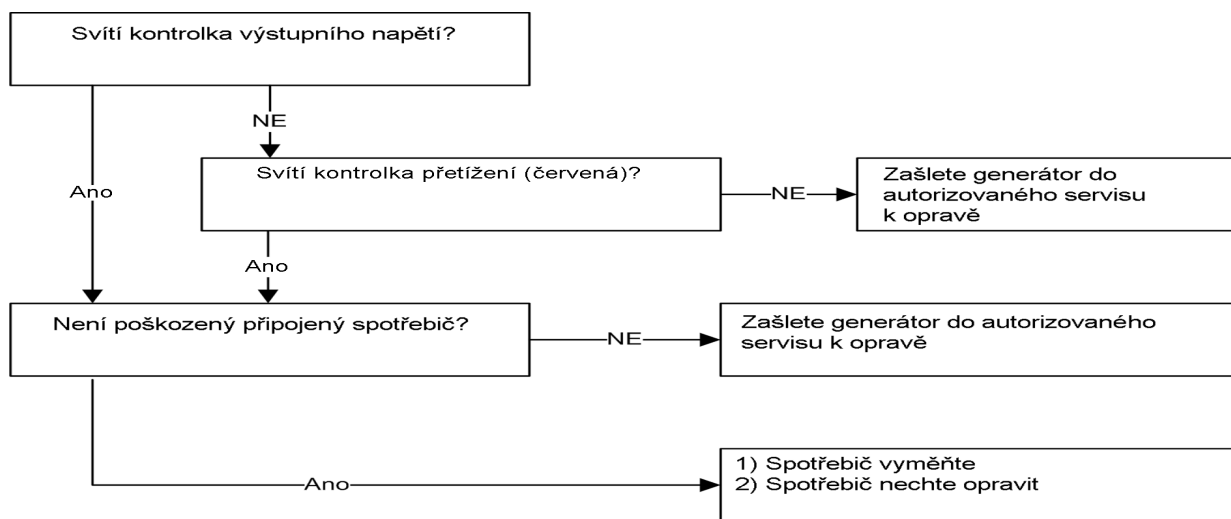 Svítí kontrolka výstupního napětí?
NE
Ano
Svítí kontrolka přetížení (červená)?
NE
Zašlete generátor do
autorizovaného servisu
k opravě
Ano
Není poškozený připojený spotřebič?
NE
Zašlete generátor do autorizovaného
servisu k opravě
Ano
1) Spotřebič vyměňte
2) Spotřebič nechte opravit